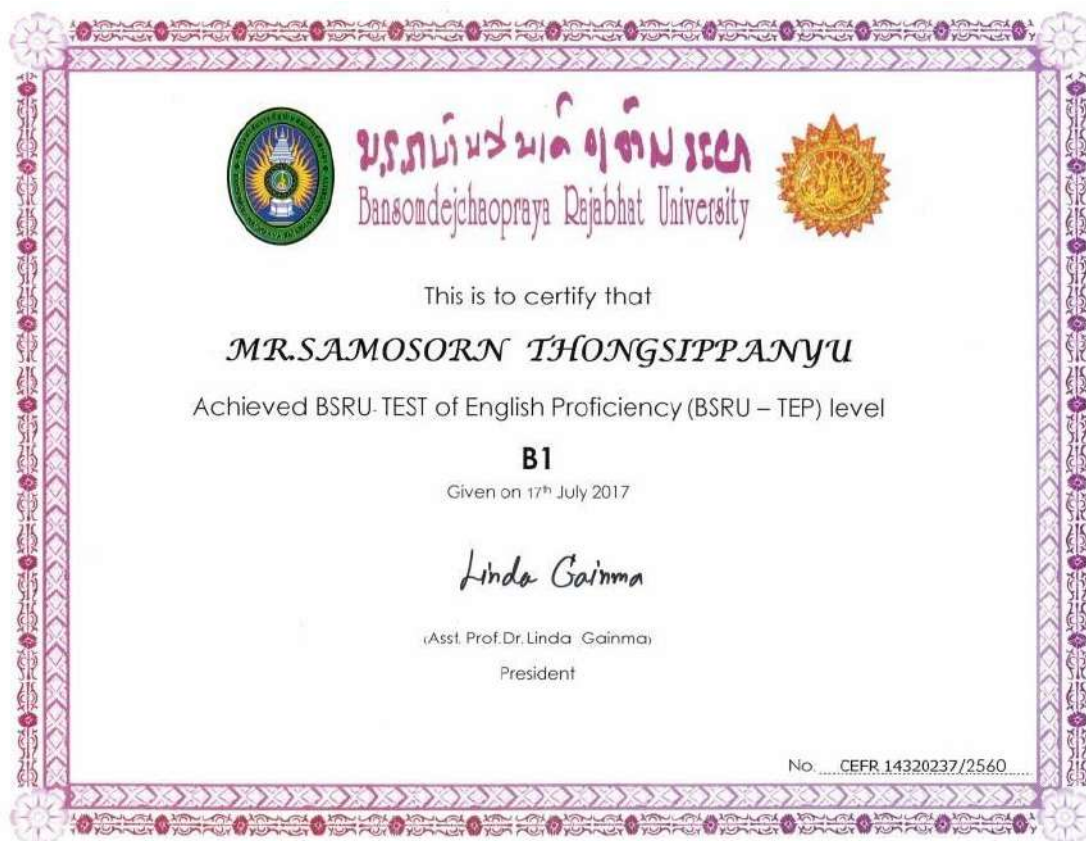 Bansomdejchaopraya Rajabhat University
This is to certify that
MR.SAMOSORN THONGSIPPANYU
Achieved BSRU-TEST of English Proficiency (BSRU – TEP) level
B1
Given on 17th July 2017
Linda Gainma
(Asst. Prof.Dr. Linda Gainma)
President
No. CEFR 14320237/2560